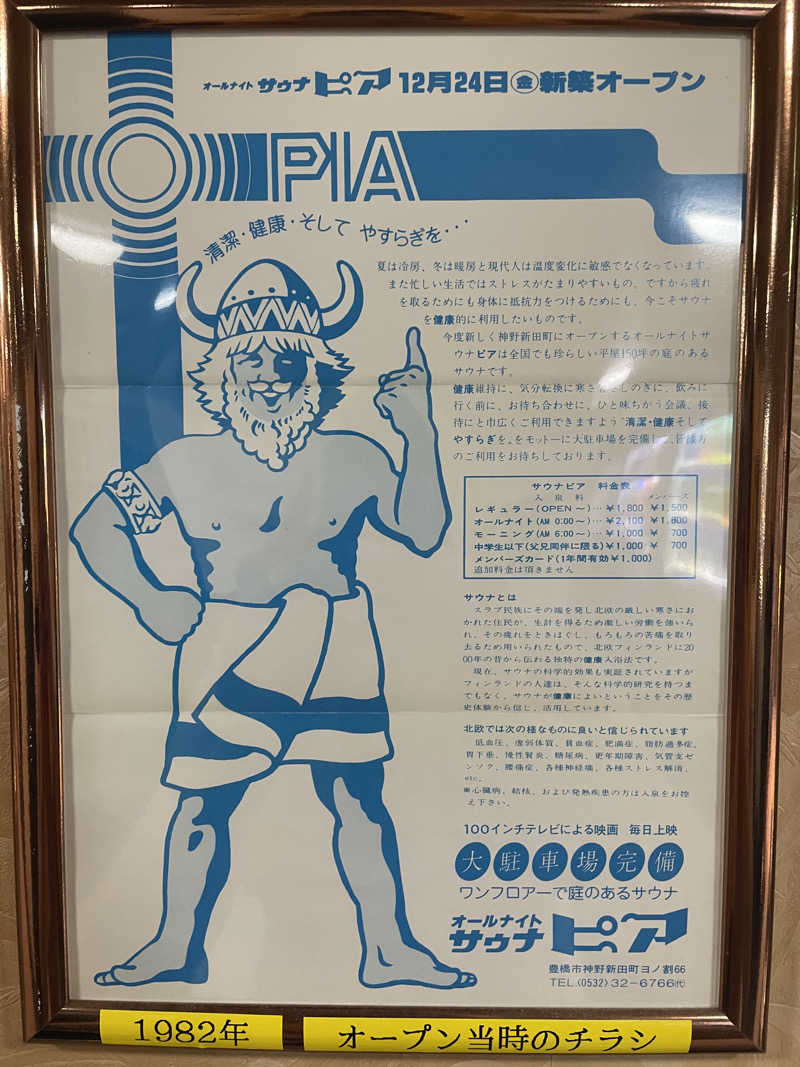 オールナイト サウナ ピア 12月24日㊎新築オープン
PIA
清潔・健康・そして やすらぎを・・・
夏は冷房、冬は暖房と現代人は温度変化に敏感でなくなっています。
また忙しい生活ではストレスがたまりやすいもの。ですから疲れ
を取るためにも身体に抵抗力をつけるためにも、今こそサウナ
を健康的に利用したいものです。
今度新しく神野新田町にオープンするオールナイトサ
ウナピアは全国でも珍らしい平屋150坪の庭のある
サウナです。
健康維持に、気分転換に寒さ しのぎに、飲みに
行く前に、お待ち合わせに、ひと味ちがう会議、接
待にと巾広くご利用できますよう"清潔・健康そして
やすらぎを"をモットーに大駐車場を完備し、皆様方
のご利用をお待ちしております。
サウナピア 料金表
入泉料 メンバーズ
レギュラー(OPEN〜)…¥1,800 ¥1,500
オールナイト(AM 0:00〜)…¥2,100 ¥1,800
モーニング(AM 6:00〜)…¥1,000 ¥ 700
中学生以下(父兄同伴に限る)¥1,000 ¥ 700
メンバーズカード(1年間有効¥1,000)
追加料金は頂きません
サウナとは
スラブ民族にその端を発し北欧の厳しい寒さにお
かれた住民が、生計を得るため激しい労働を強いら
れ、その疲れをときほぐし、もろもろの苦痛を取り
去るため用いられたもので、北欧フィンランドに20
00年の昔から伝わる独特の健康入浴法です。
現在、サウナの科学的効果も実証されていますが
フィンランドの人達は、そんな科学的研究を待つま
でもなく、サウナが健康によいということをその歴
史体験から信じ、活用しています。
北欧では次の様なものに良いと信じられています
低血圧、虚弱体質、貧血症、肥満症、脂肪過多症、
胃下垂、慢性腎炎、糖尿病、更年期障害、気管支ゼ
ンソク、腰痛症、各種神経痛、各種ストレス解消、
etc.
※心臓病、結核、および発熱疾患の方は入泉をお控
え下さい。
100インチテレビによる映画 毎日上映
大駐車場完備
ワンフロアーで庭のあるサウナ
オールナイト
サウナ ピア
豊橋市神野新田町ヨノ割66
TEL.(0532)32-6766㈹
1982年 オープン当時のチラシ